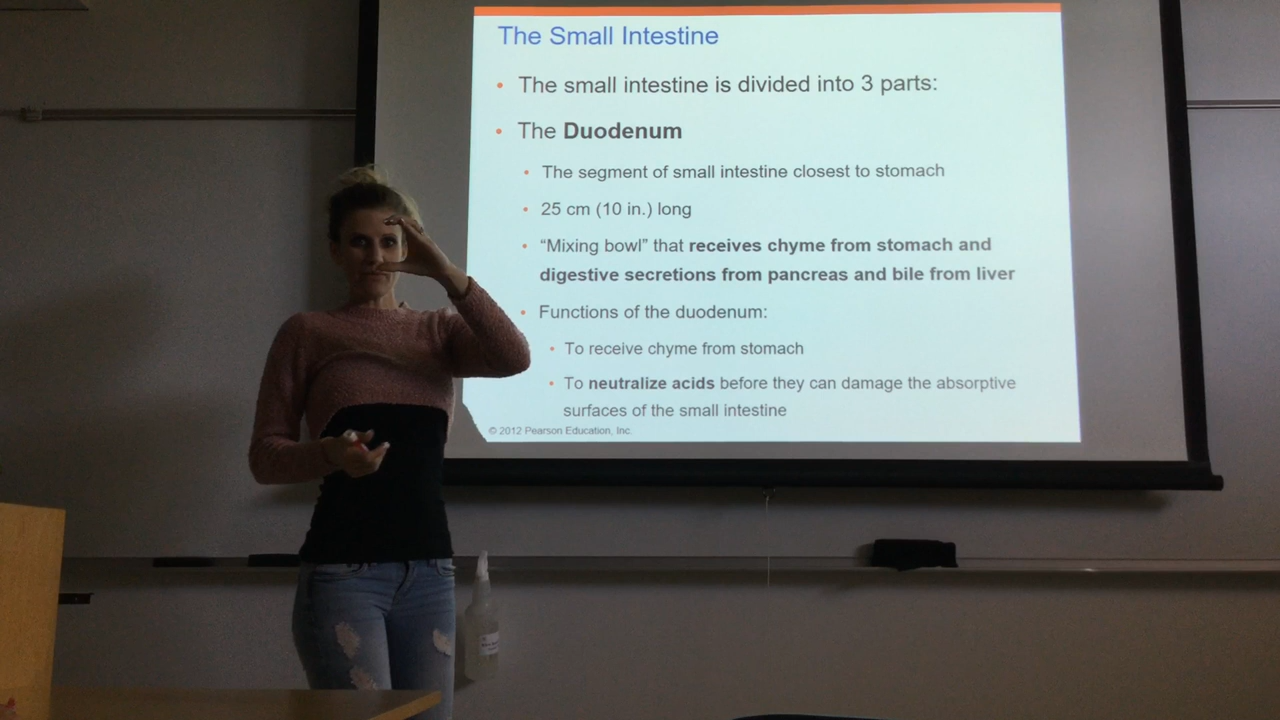 The Small Intestine
• The small intestine is divided into 3 parts:
• The Duodenum
• The segment of small intestine closest to stomach
• 25 cm (10 in.) long
• “Mixing bowl” that receives chyme from stomach and
digestive secretions from pancreas and bile from liver
• Functions of the duodenum:
• To receive chyme from stomach
• To neutralize acids before they can damage the absorptive
surfaces of the small intestine
© 2012 Pearson Education, Inc.